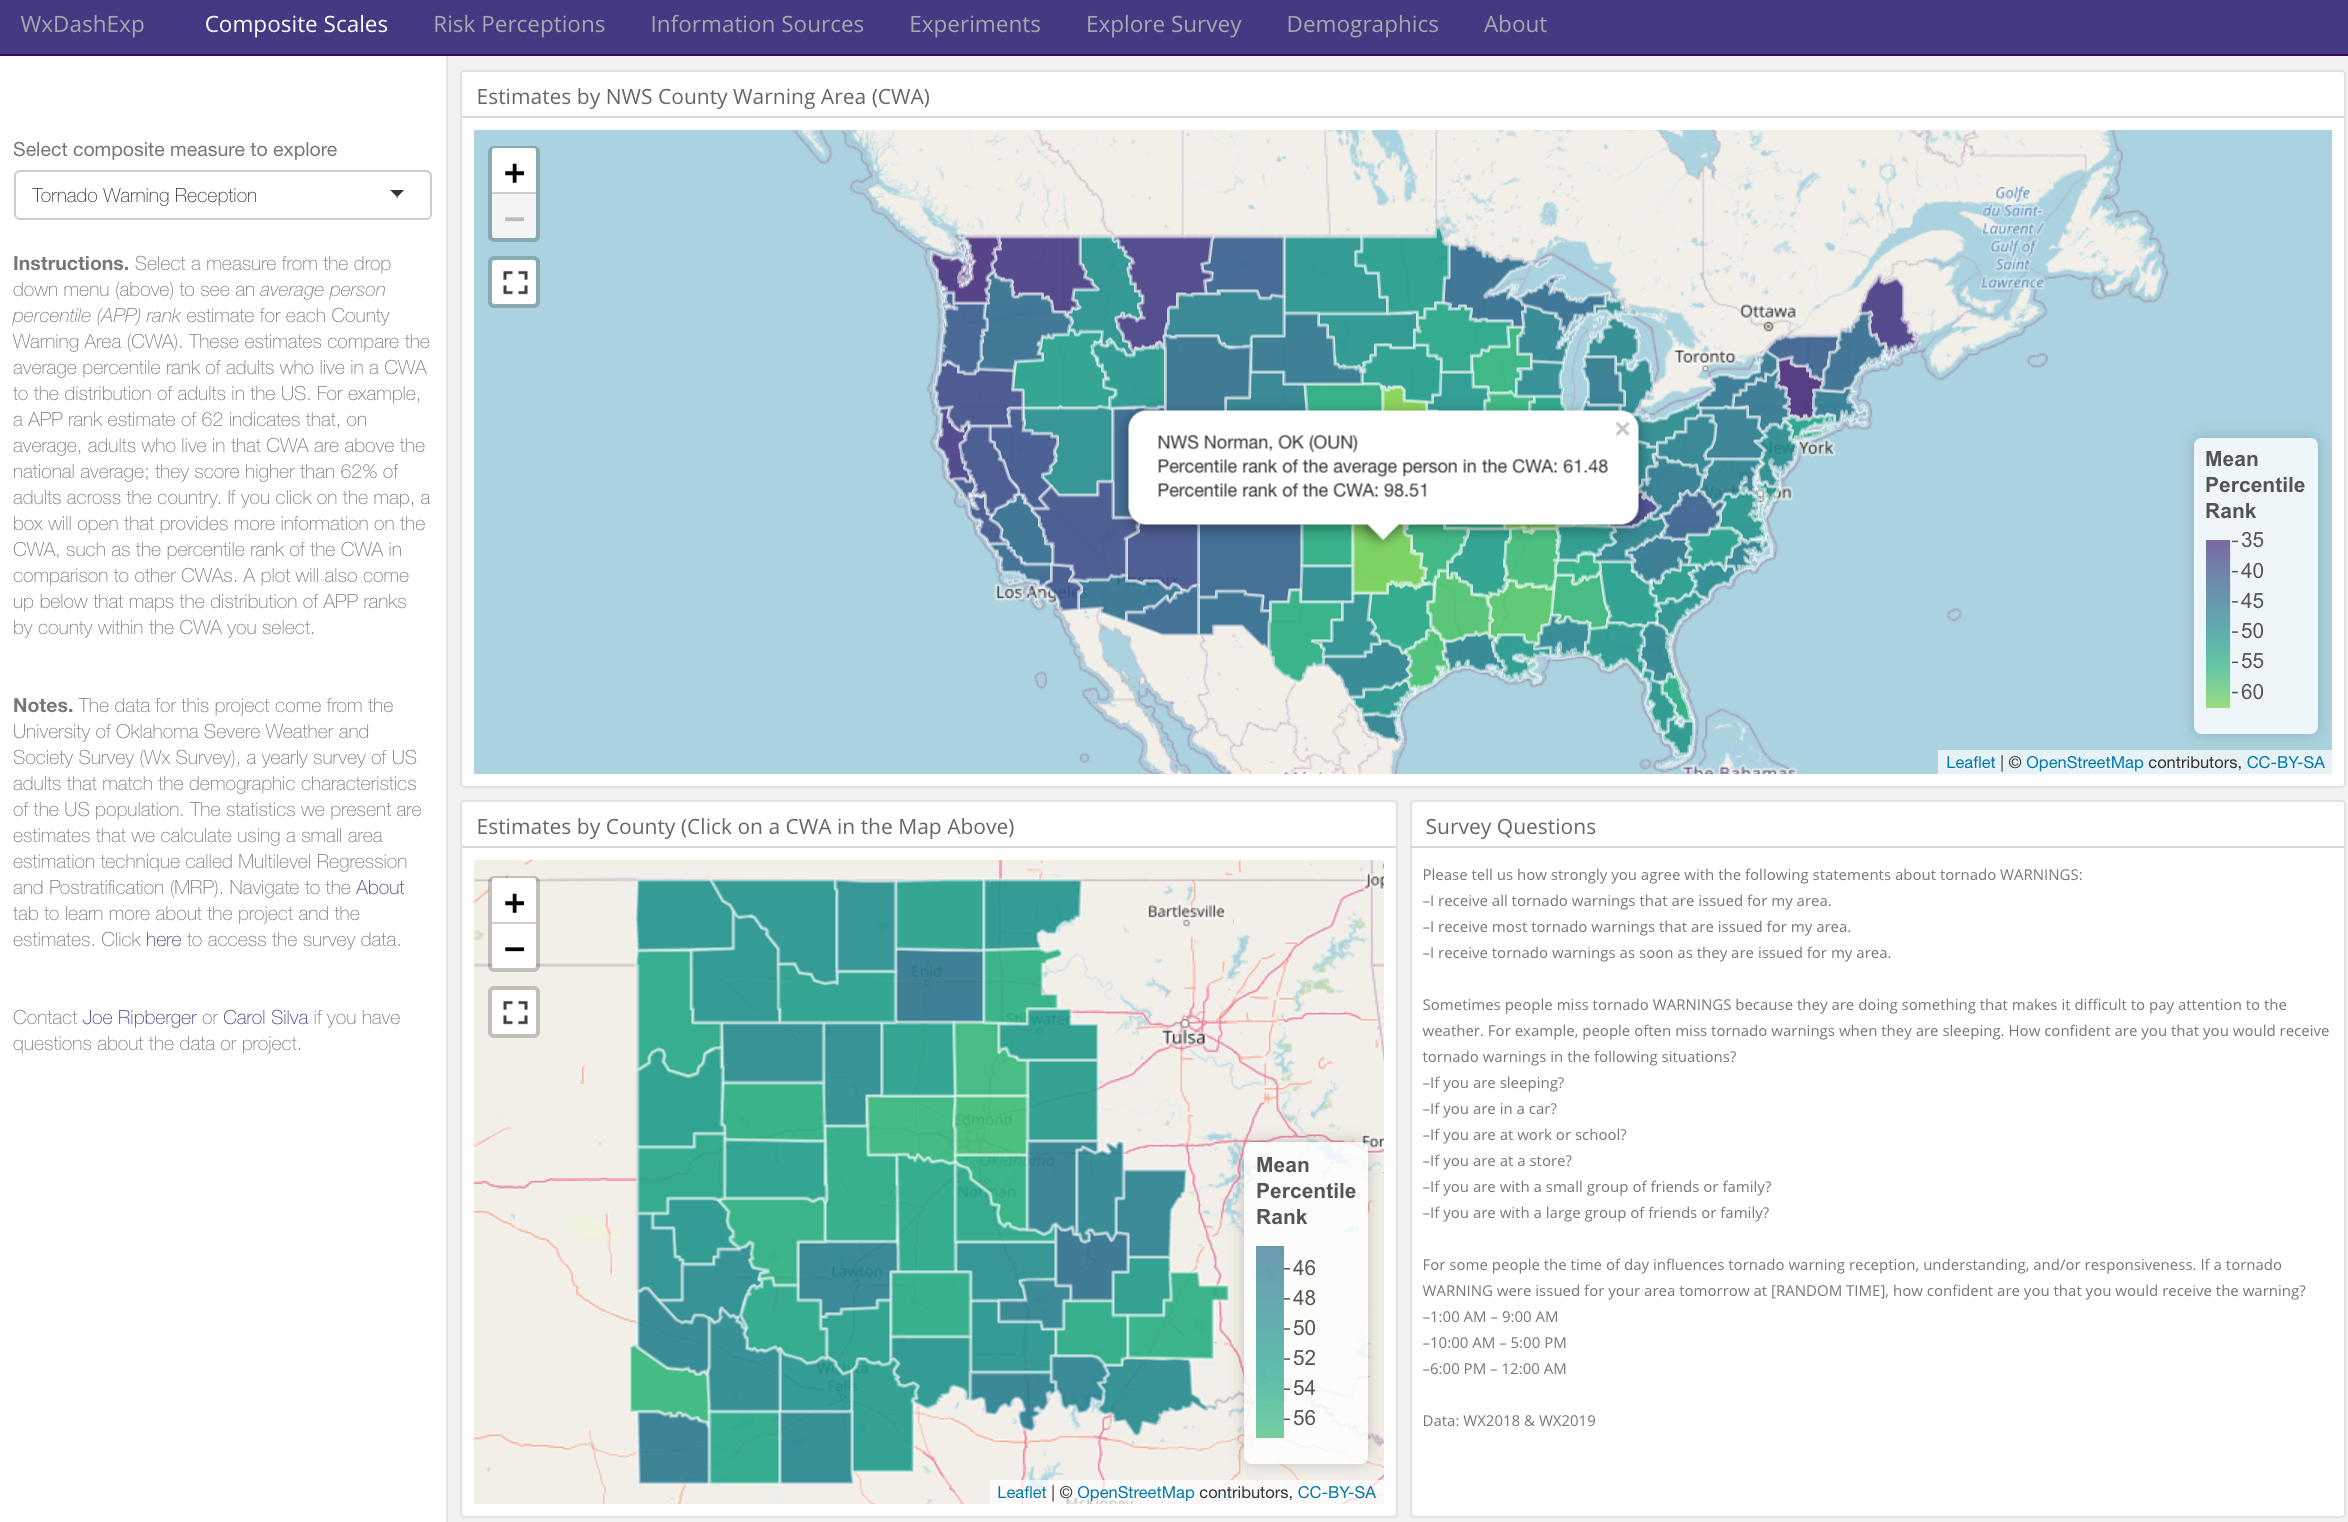 WxDashExp Composite Scales Risk Perceptions Information Sources Experiments Explore Survey Demographics About
Select composite measure to explore
Tornado Warning Reception
Instructions. Select a measure from the drop
down menu (above) to see an average person
percentile (APP) rank estimate for each County
Warning Area (CWA). These estimates compare the
average percentile rank of adults who live in a CWA
to the distribution of adults in the US. For example,
a APP rank estimate of 62 indicates that, on
average, adults who live in that CWA are above the
national average; they score higher than 62% of
adults across the country. If you click on the map, a
box will open that provides more information on the
CWA, such as the percentile rank of the CWA in
comparison to other CWAs. A plot will also come
up below that maps the distribution of APP ranks
by county within the CWA you select.
Notes. The data for this project come from the
University of Oklahoma Severe Weather and
Society Survey (Wx Survey), a yearly survey of US
adults that match the demographic characteristics
of the US population. The statistics we present are
estimates that we calculate using a small area
estimation technique called Multilevel Regression
and Postratification (MRP). Navigate to the About
tab to learn more about the project and the
estimates. Click here to access the survey data.
Contact Joe Ripberger or Carol Silva if you have
questions about the data or project.
Estimates by NWS County Warning Area (CWA)
+
−
Golfe
du Saint-
Laurent /
Gulf of
Saint
Lawrence
Ottawa
Toronto
New York
Los Angeles
The Bahamas
NWS Norman, OK (OUN)
Percentile rank of the average person in the CWA: 61.48
Percentile rank of the CWA: 98.51
×
Mean
Percentile
Rank
35
40
45
50
55
60
Leaflet | © OpenStreetMap contributors, CC-BY-SA
Estimates by County (Click on a CWA in the Map Above)
+
−
Jop
Bartlesville
Enid
Stillwater
Tulsa
Edmond
Oklahoma
Norman
For
Lawton
Wichita
Falls
McKinney
Mean
Percentile
Rank
46
48
50
52
54
56
Leaflet | © OpenStreetMap contributors, CC-BY-SA
Survey Questions
Please tell us how strongly you agree with the following statements about tornado WARNINGS:
–I receive all tornado warnings that are issued for my area.
–I receive most tornado warnings that are issued for my area.
–I receive tornado warnings as soon as they are issued for my area.
Sometimes people miss tornado WARNINGS because they are doing something that makes it difficult to pay attention to the
weather. For example, people often miss tornado warnings when they are sleeping. How confident are you that you would receive
tornado warnings in the following situations?
–If you are sleeping?
–If you are in a car?
–If you are at work or school?
–If you are at a store?
–If you are with a small group of friends or family?
–If you are with a large group of friends or family?
For some people the time of day influences tornado warning reception, understanding, and/or responsiveness. If a tornado
WARNING were issued for your area tomorrow at [RANDOM TIME], how confident are you that you would receive the warning?
–1:00 AM – 9:00 AM
–10:00 AM – 5:00 PM
–6:00 PM – 12:00 AM
Data: WX2018 & WX2019